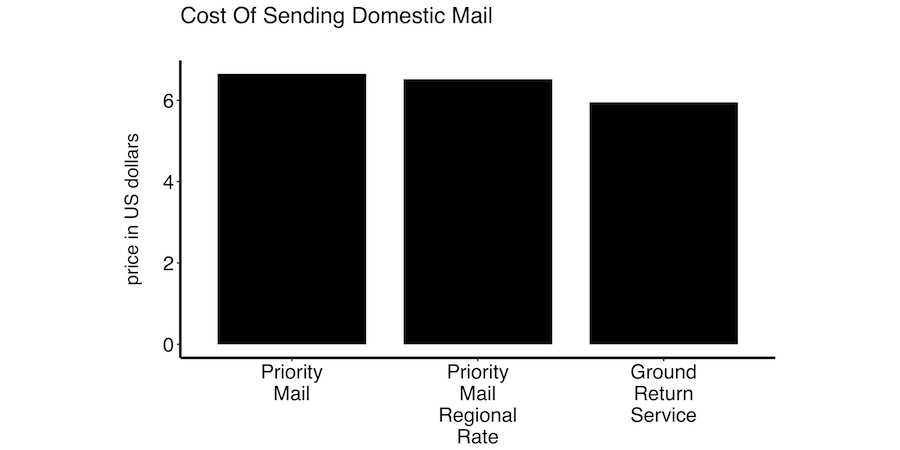 Cost Of Sending Domestic Mail
price in US dollars
6
4
2
0
Priority
Mail
Priority
Mail
Regional
Rate
Ground
Return
Service